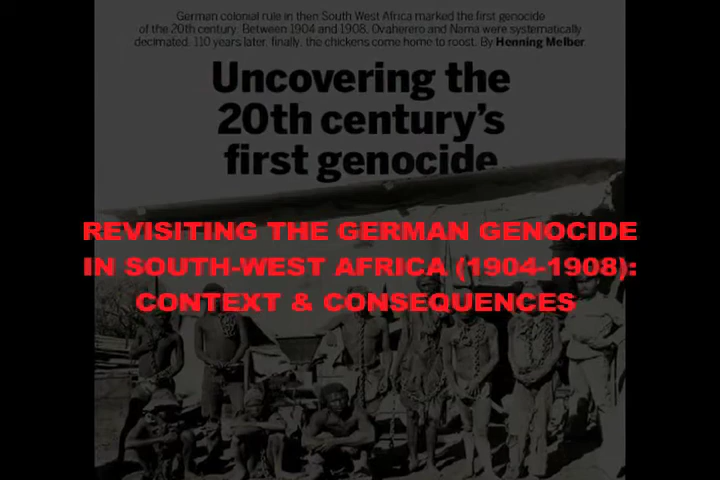 German colonial rule in then South West Africa marked the first genocide
of the 20th century. Between 1904 and 1908, Ovaherero and Nama were systematically
decimated. 110 years later, finally, the chickens come home to roost. By Henning Melber
Uncovering the
20th century's
first genocide
REVISITING THE GERMAN GENOCIDE
IN SOUTH-WEST AFRICA (1904-1908):
CONTEXT & CONSEQUENCES